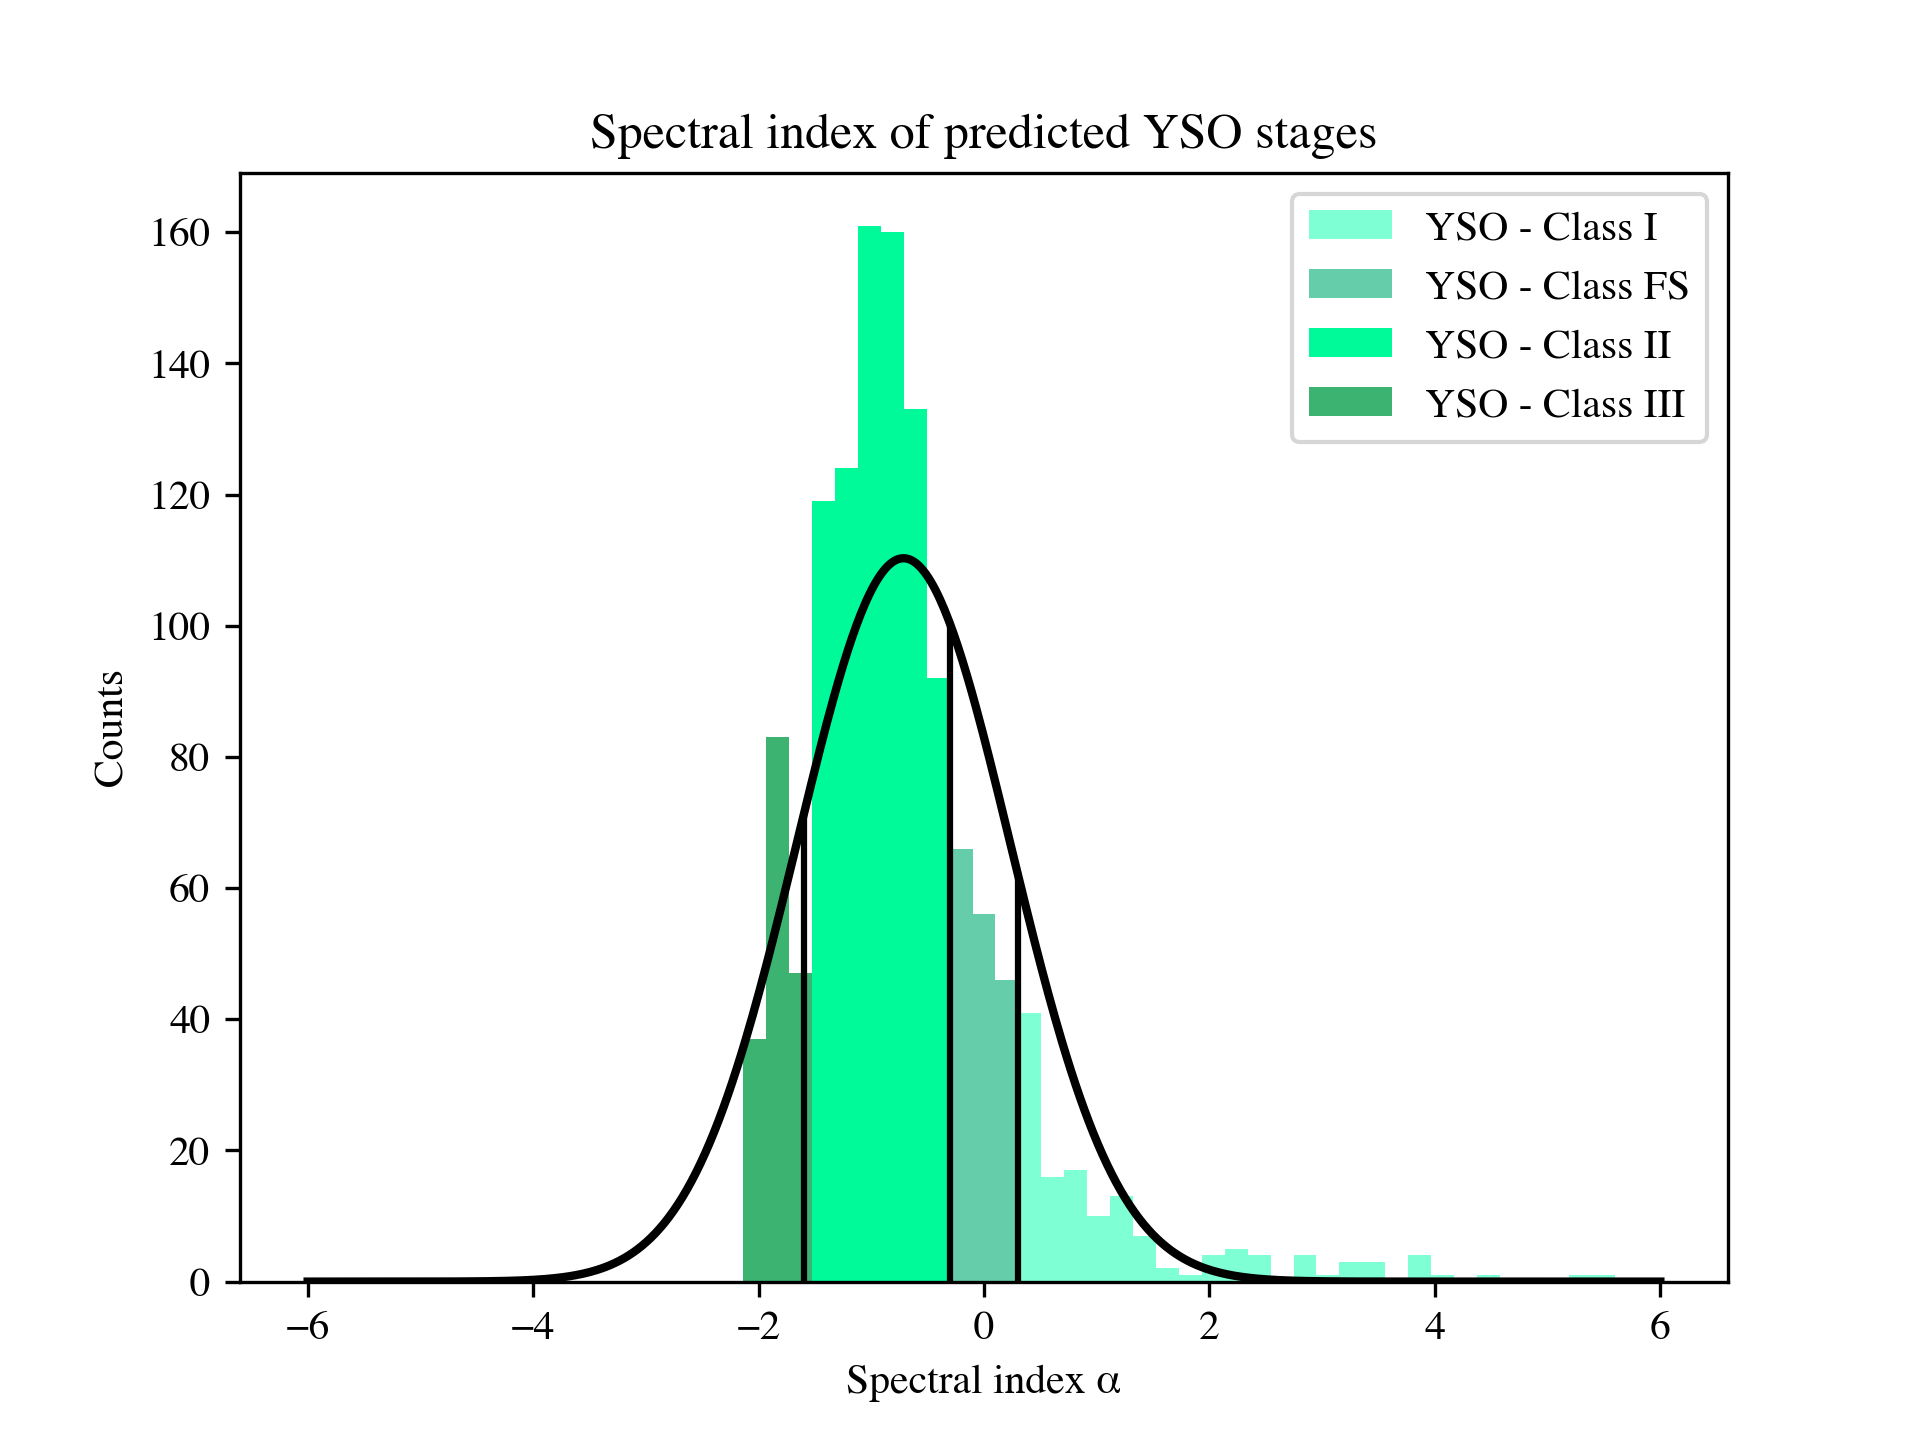 Spectral index of predicted YSO stages
YSO - Class I
YSO - Class FS
YSO - Class II
YSO - Class III
160
140
120
100
80
60
40
20
0
Counts
−6 −4 −2 0 2 4 6
Spectral index α